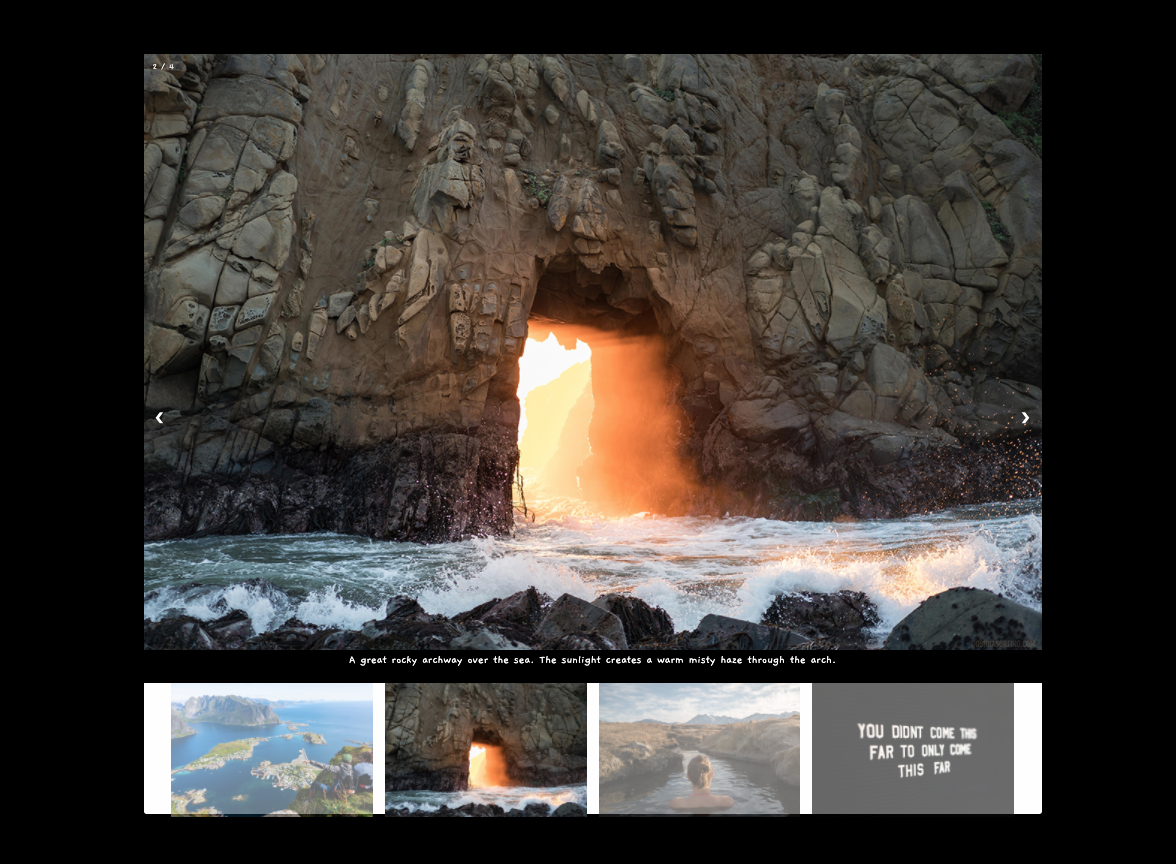 2 / 4
❮
❯
A great rocky archway over the sea. The sunlight creates a warm misty haze through the arch.
YOU DIDNT COME THIS
FAR TO ONLY COME
THIS FAR